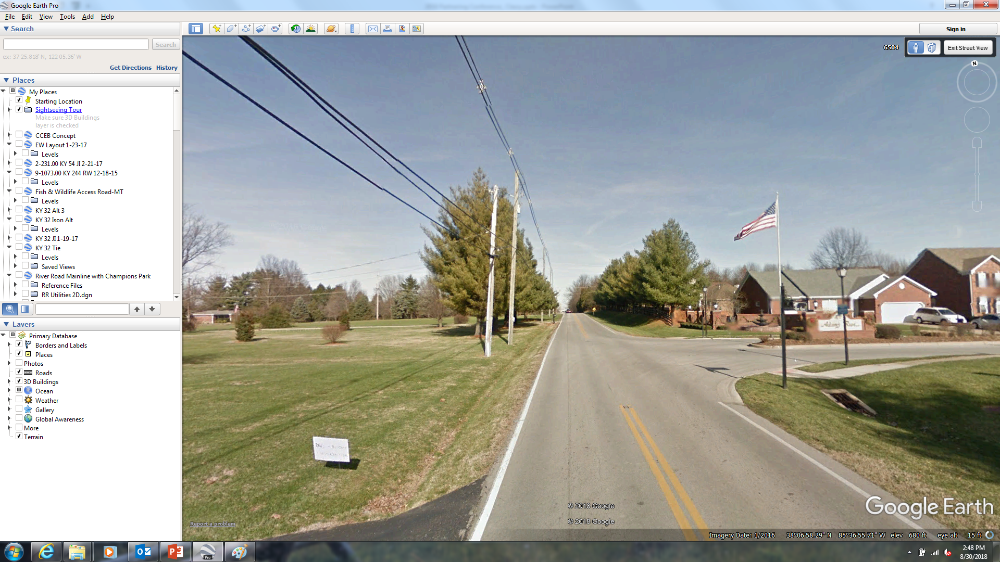 Google Earth Pro
File Edit View Tools Add Help
Search
Search
ex: 37 25.818' N, 122 05.36' W
Get Directions History
Places
My Places
Starting Location
Sightseeing Tour
Make sure 3D Buildings
layer is checked
CCEB Concept
EW Layout 1-23-17
Levels
2-231.00 KY 54 JI 2-21-17
9-1073.00 KY 244 RW 12-18-15
Levels
Fish & Wildlife Access Road-MT
Levels
KY 32 Alt 3
KY 32 Ison Alt
Levels
KY 32 JI 1-19-17
KY 32 Tie
Levels
Saved Views
River Road Mainline with Champions Park
Reference Files
RR Utilities 2D.dgn
Layers
Primary Database
Borders and Labels
Places
Photos
Roads
3D Buildings
Ocean
Weather
Gallery
Global Awareness
More
Terrain
Sign in
6504
Exit Street View
N
Run
© 2018 Google
© 2018 Google
Google Earth
Report a problem
Imagery Date: 1/2016 38°06'58.29" N 85°36'55.71" W elev 680 ft eye alt 15 ft
Pro
2:48 PM
8/30/2018